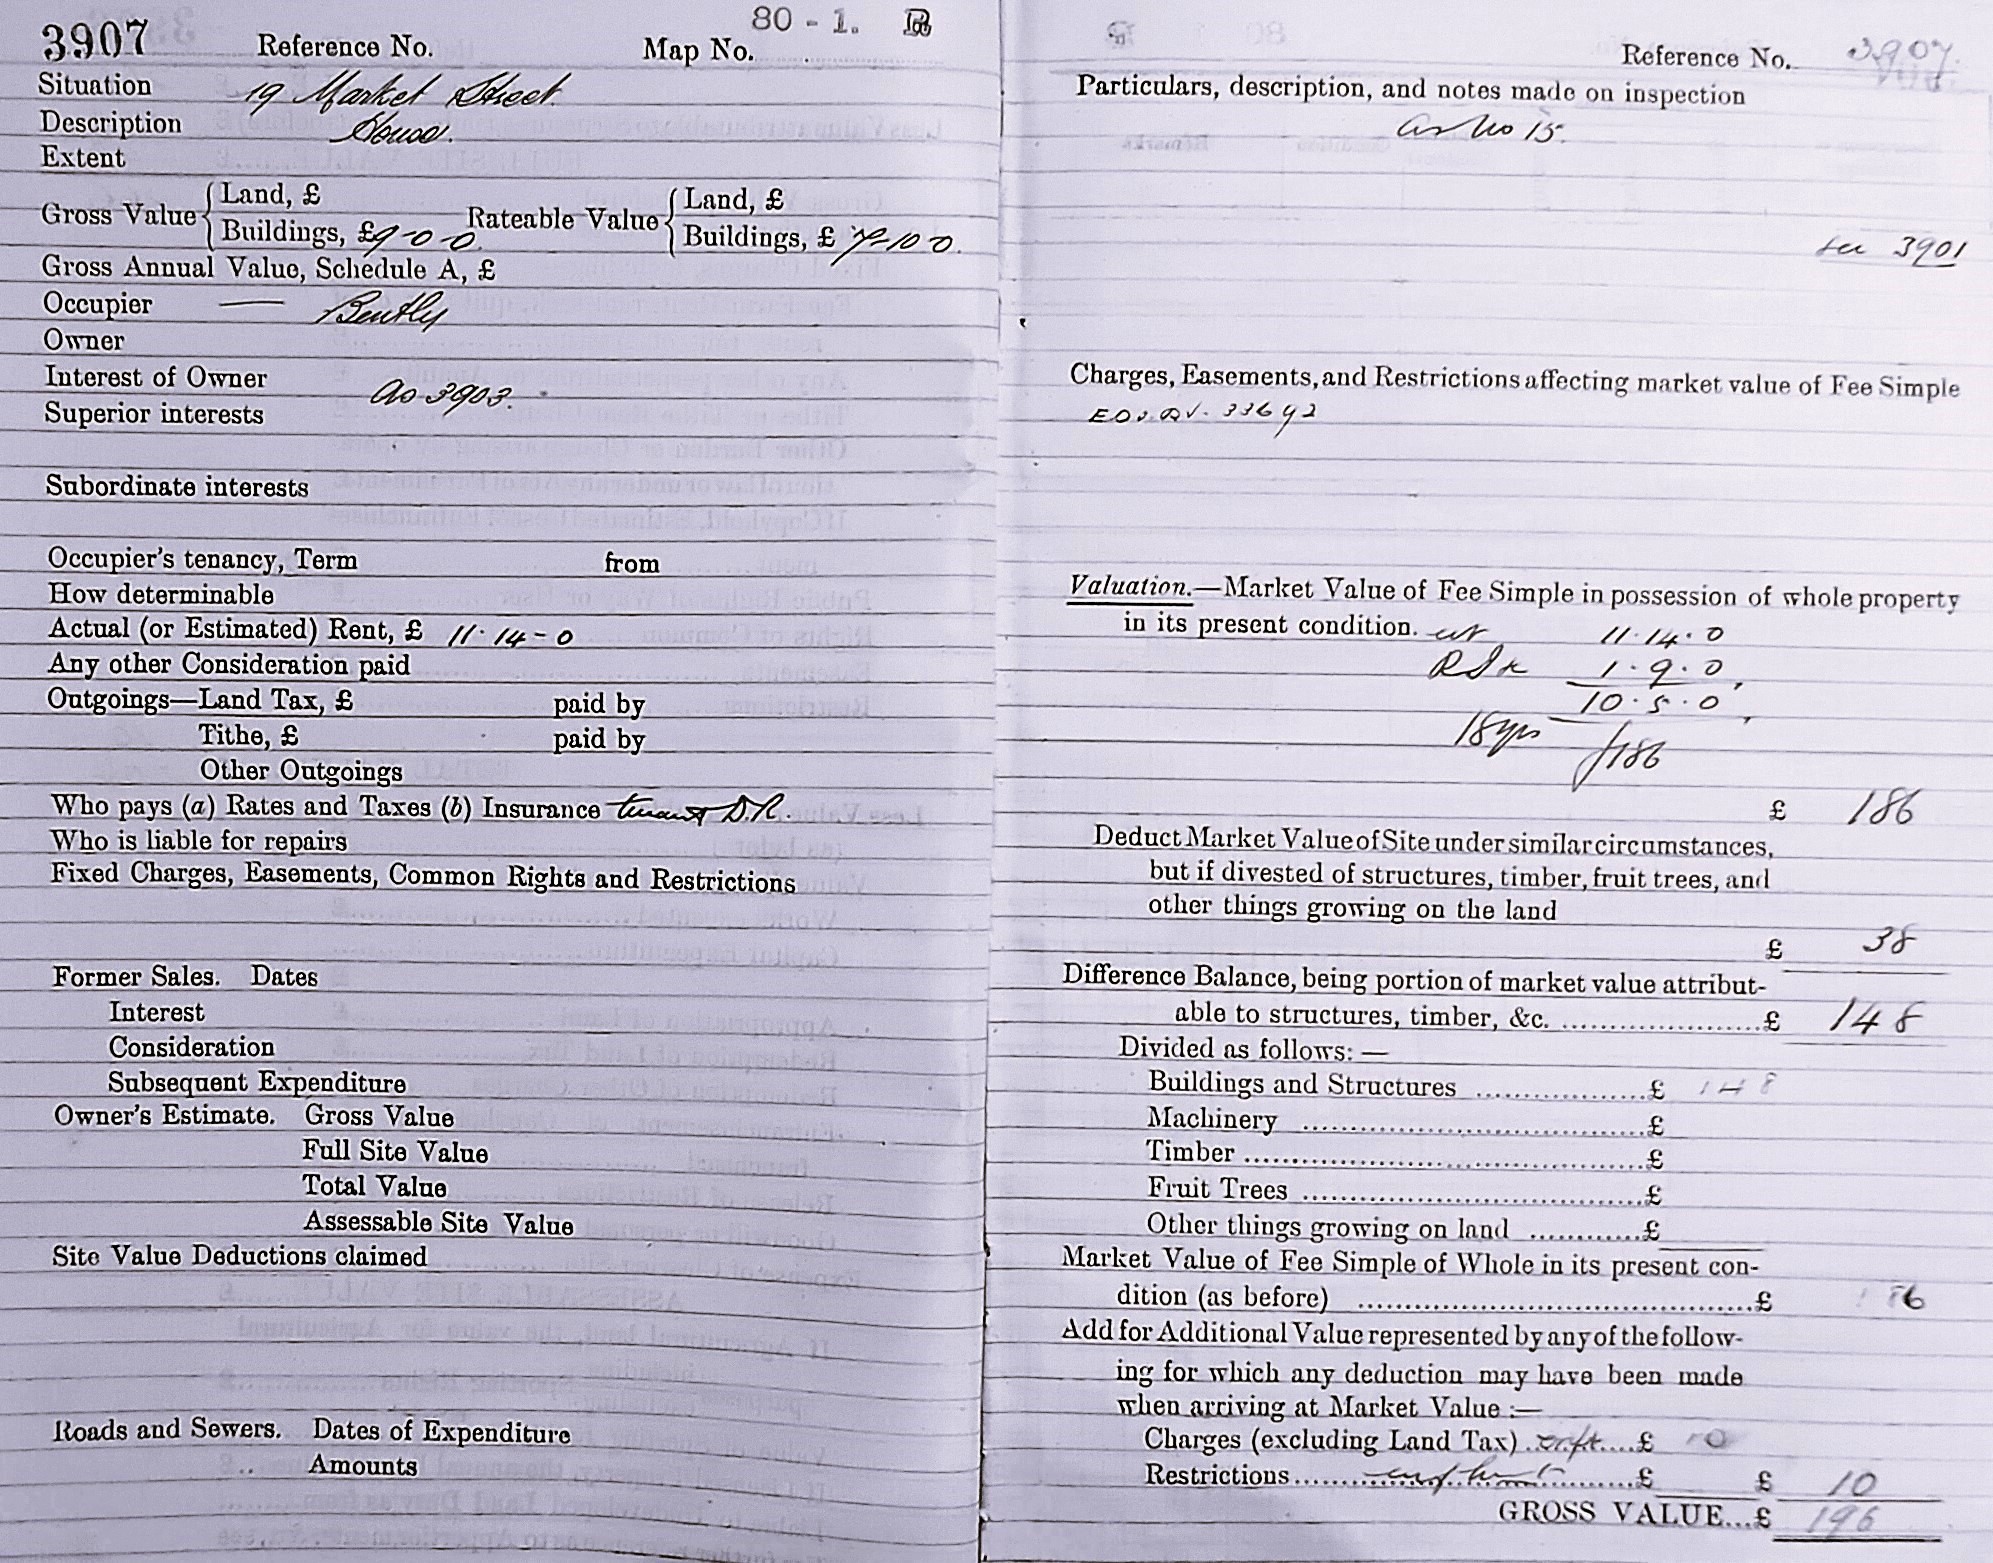 3907 Reference No. Map No. 80 - 1.
Situation 19 Market Street.
Description House.
Extent
Gross Value { Land, £
Buildings, £ 9-0-0 Rateable Value { Land, £
Buildings, £ 7-10-0.
Gross Annual Value, Schedule A, £
Occupier — Bently
Owner
Interest of Owner as 3903.
Superior interests
Subordinate interests
Occupier's tenancy, Term from
How determinable
Actual (or Estimated) Rent, £ 11-14-0
Any other Consideration paid
Outgoings—Land Tax, £ paid by
Tithe, £ paid by
Other Outgoings
Who pays (a) Rates and Taxes (b) Insurance tenant D.R.
Who is liable for repairs
Fixed Charges, Easements, Common Rights and Restrictions
Former Sales. Dates
Interest
Consideration
Subsequent Expenditure
Owner's Estimate. Gross Value
Full Site Value
Total Value
Assessable Site Value
Site Value Deductions claimed
Roads and Sewers. Dates of Expenditure
Amounts
Reference No. 3907
Particulars, description, and notes made on inspection
as No 15.
see 3901
Charges, Easements, and Restrictions affecting market value of Fee Simple
33692
Valuation.—Market Value of Fee Simple in possession of whole property
in its present condition. 11.14.0
1.9.0
10.5.0
18yrs £186
£ 186
Deduct Market Value of Site under similar circumstances,
but if divested of structures, timber, fruit trees, and
other things growing on the land
£ 38
Difference Balance, being portion of market value attribut-
able to structures, timber, &c. ..................... £ 148
Divided as follows: —
Buildings and Structures .................. £ 148
Machinery .................................... £
Timber .......................................... £
Fruit Trees .................................... £
Other things growing on land ............ £
Market Value of Fee Simple of Whole in its present con-
dition (as before) .......................................... £ 186
Add for Additional Value represented by any of the follow-
ing for which any deduction may have been made
when arriving at Market Value :—
Charges (excluding Land Tax) .... £ 10
Restrictions ........................ £ £ 10
GROSS VALUE...£ 196